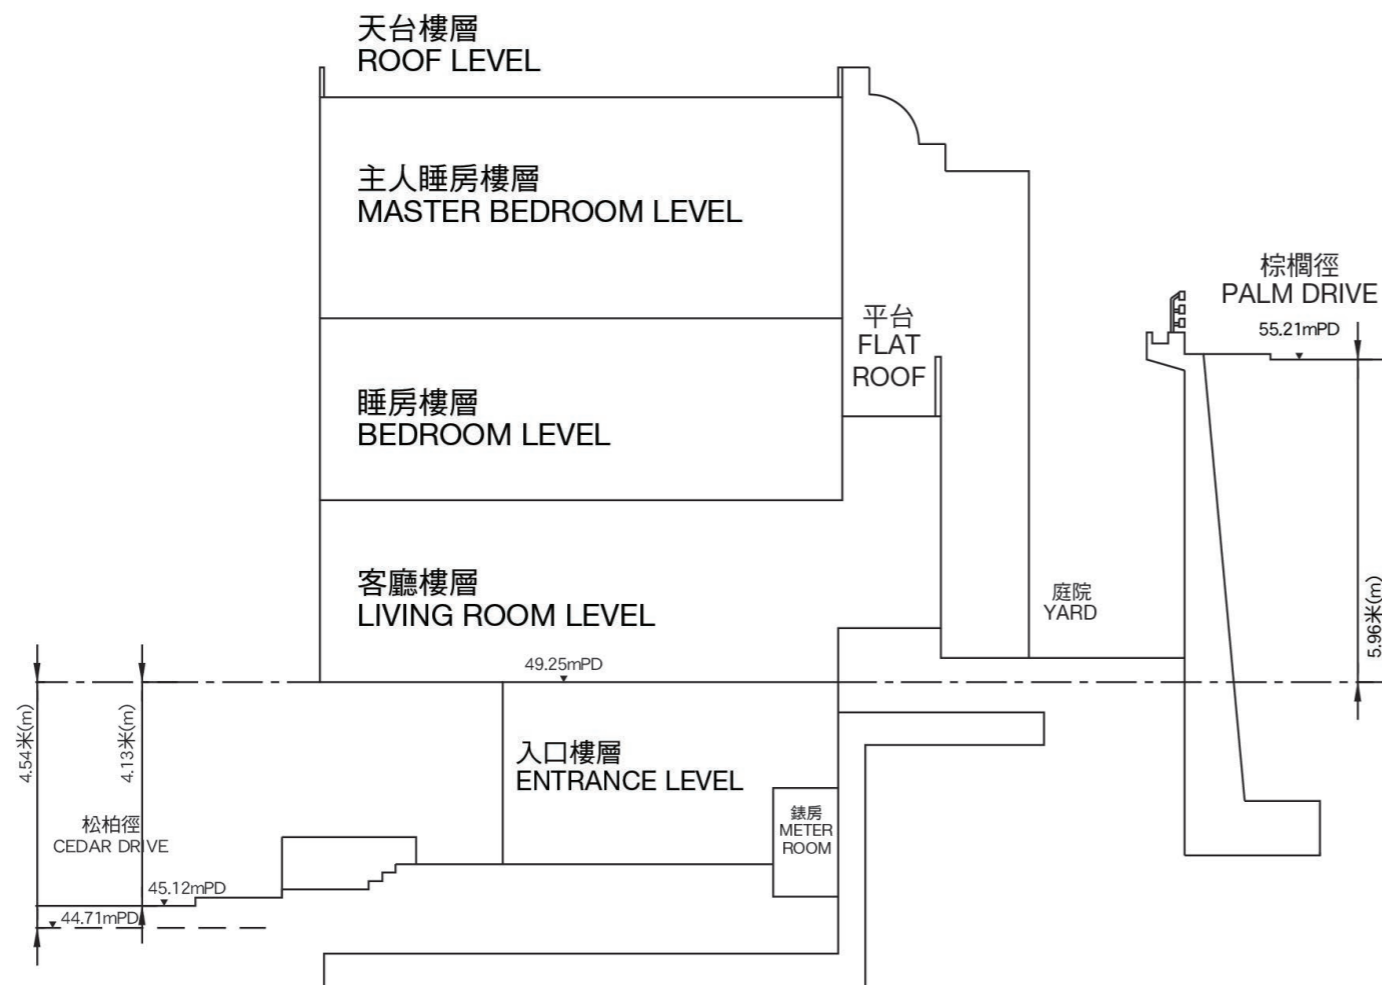 天台樓層
ROOF LEVEL
主人睡房樓層
MASTER BEDROOM LEVEL
棕櫚徑
PALM DRIVE
55.21mPD
平台
FLAT
ROOF
睡房樓層
BEDROOM LEVEL
客廳樓層
LIVING ROOM LEVEL
庭院
YARD
5.96米(m)
49.25mPD
4.54米(m)
4.13米(m)
入口樓層
ENTRANCE LEVEL
錶房
METER
ROOM
松柏徑
CEDAR DRIVE
45.12mPD
44.71mPD